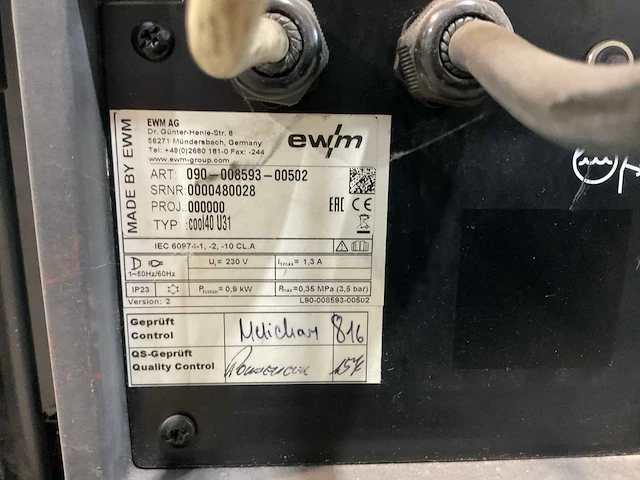 MADE BY EWM
EWM AG
Dr. Günter-Henle-Str. 8
56271 Mündersbach, Germany
Tel: +49(0)2680 181-0 Fax: -244
www.ewm-group.com
ewm
ART: 090-008593-00502
SRNR: 0000480028
PROJ: 000000
TYP cool40 U31
EAC CE
IEC 60974-1, -2, -10 CL.A
1~50Hz/60Hz
U₁= 230 V
I₁max= 1,3 A
IP23
P₁(1min)= 0,9 kW
Pmax=0,35 MPa (3,5 bar)
Version: 2
L90-008593-00502
Geprüft
Control
816
QS-Geprüft
Quality Control